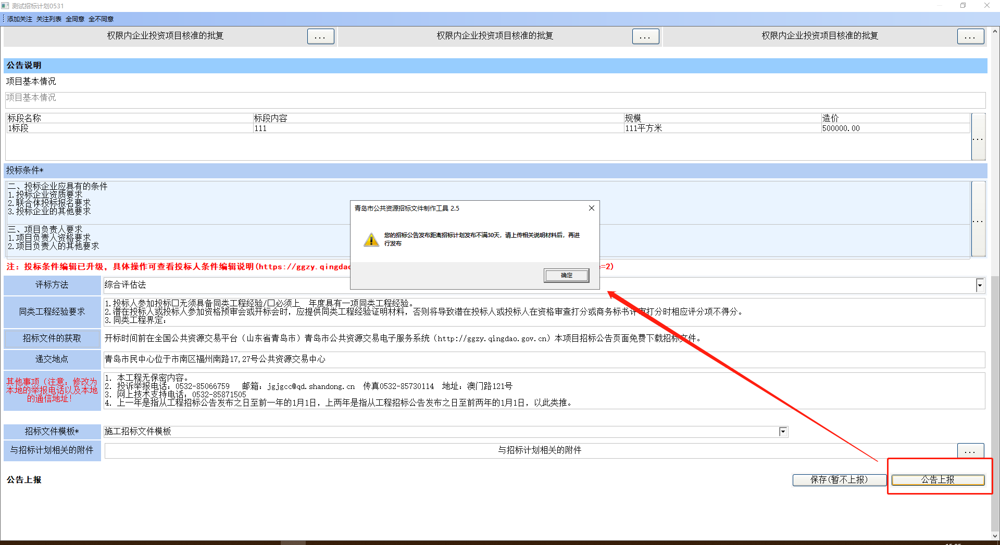 测试招标计划0531
添加关注 关注列表 全同意 全不同意
权限内企业投资项目核准的批复 ... 权限内企业投资项目核准的批复 ... 权限内企业投资项目核准的批复 ...
公告说明
项目基本情况
项目基本情况
标段名称 标段内容 规模 造价
1标段 111 111平方米 500000.00
...
投标条件*
二、投标企业应具有的条件
1.投标企业资质要求
2.联合体投标报名要求
3.投标企业的其他要求
三、项目负责人要求
1.项目负责人资格要求
2.项目负责人的其他要求
...
青岛市公共资源招标文件制作工具 2.5
您的招标公告发布距离招标计划发布不满30天，请上传相关说明材料后，再进
行发布
确定
注：投标条件编辑已升级，具体操作可查看投标人条件编辑说明(https://ggzy.qingdao =2)
评标方法 综合评估法
同类工程经验要求
1.投标人参加投标□无须具备同类工程经验/□必须上__年度具有一项同类工程经验。
2.潜在投标人或投标人参加资格预审会或开标会时，应提供同类工程经验证明材料，否则将导致潜在投标人或投标人在资格审查打分或商务标书评审打分时相应评分项不得分。
3.同类工程界定：
招标文件的获取 开标时间前在全国公共资源交易平台（山东省青岛市）青岛市公共资源交易电子服务系统（http://ggzy.qingdao.gov.cn）本项目招标公告页面免费下载招标文件。
递交地点 青岛市民中心位于市南区福州南路17,27号公共资源交易中心
其他事项（注意：修改为
本地的举报电话以及本地
的通信地址！
1. 本工程无保密内容。
2. 投诉举报电话：0532-85066759 邮箱：jgjgcc@qd.shandong.cn 传真0532-85730114 地址：澳门路121号
3. 网上技术支持电话：0532-85871505
4. 上一年是指从工程招标公告发布之日至前一年的1月1日，上两年是指从工程招标公告发布之日至前两年的1月1日，以此类推。
招标文件模板* 施工招标文件模板
与招标计划相关的附件 与招标计划相关的附件 ...
公告上报 保存(暂不上报) 公告上报